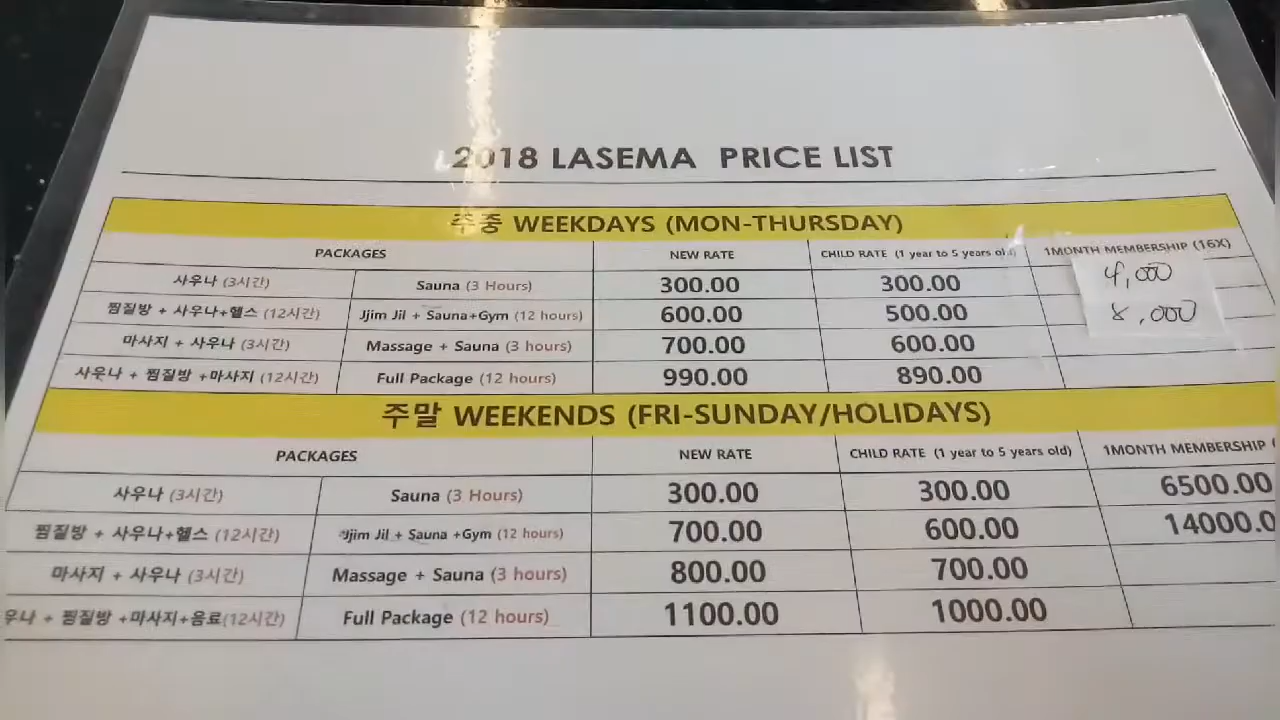 2018 LASEMA PRICE LIST
주중 WEEKDAYS (MON-THURSDAY)
PACKAGES NEW RATE CHILD RATE (1 year to 5 years old) 1MONTH MEMBERSHIP (16X)
사우나 (3시간) Sauna (3 Hours) 300.00 300.00 4,000
찜질방 + 사우나+헬스 (12시간) Jjim Jil + Sauna+Gym (12 hours) 600.00 500.00 8,000
마사지 + 사우나 (3시간) Massage + Sauna (3 hours) 700.00 600.00
사우나 + 찜질방 +마사지 (12시간) Full Package (12 hours) 990.00 890.00
주말 WEEKENDS (FRI-SUNDAY/HOLIDAYS)
PACKAGES NEW RATE CHILD RATE (1 year to 5 years old) 1MONTH MEMBERSHIP (
사우나 (3시간) Sauna (3 Hours) 300.00 300.00 6500.00
찜질방 + 사우나+헬스 (12시간) Jjim Jil + Sauna +Gym (12 hours) 700.00 600.00 14000.0
마사지 + 사우나 (3시간) Massage + Sauna (3 hours) 800.00 700.00
우나 + 찜질방 +마사지+음료(12시간) Full Package (12 hours) 1100.00 1000.00